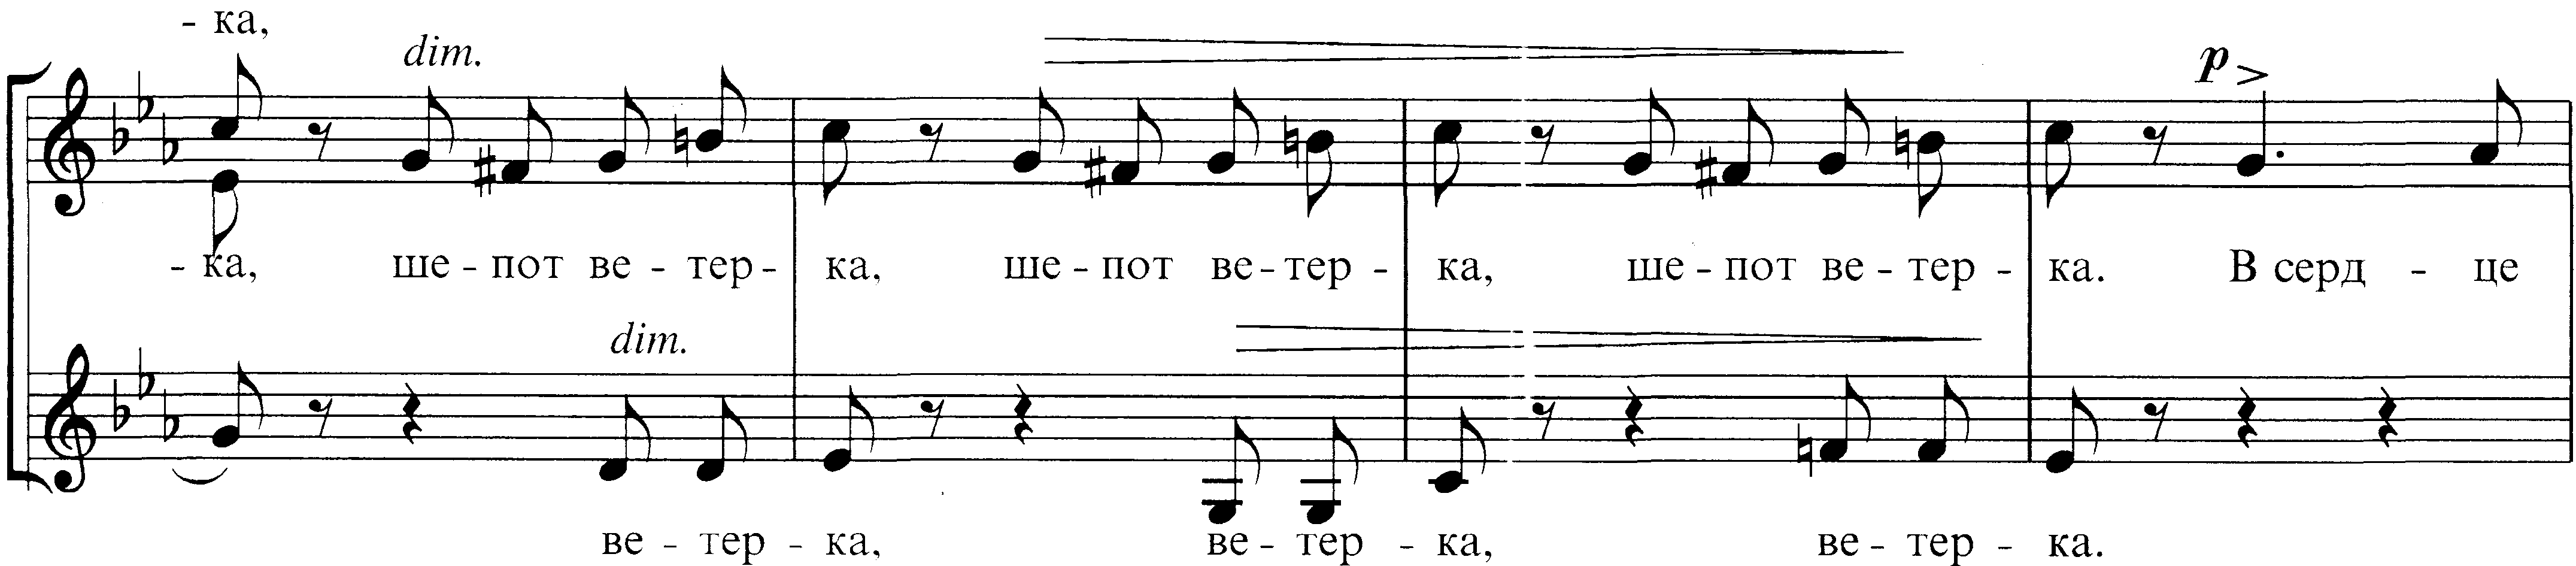 - ка,
dim.
p
- ка, ше - пот ве - тер - ка, ше - пот ве - тер - ка, ше - пот ве - тер - ка. В серд - це
dim.
ве - тер - ка, ве - тер - ка, ве - тер - ка.